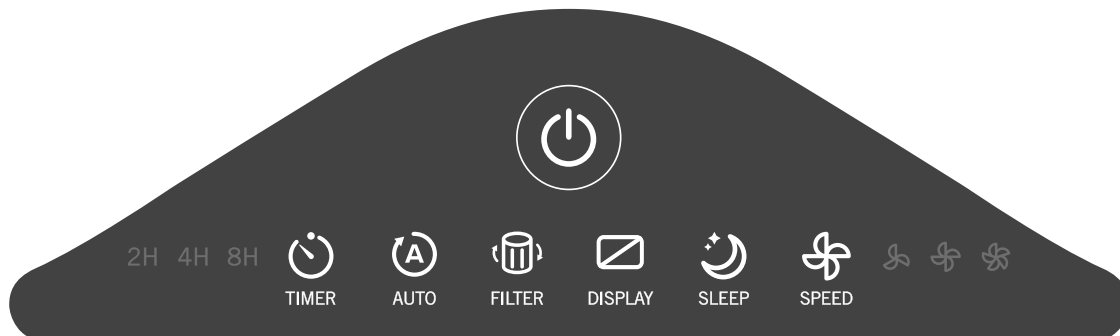 2H 4H 8H
TIMER AUTO FILTER DISPLAY SLEEP SPEED